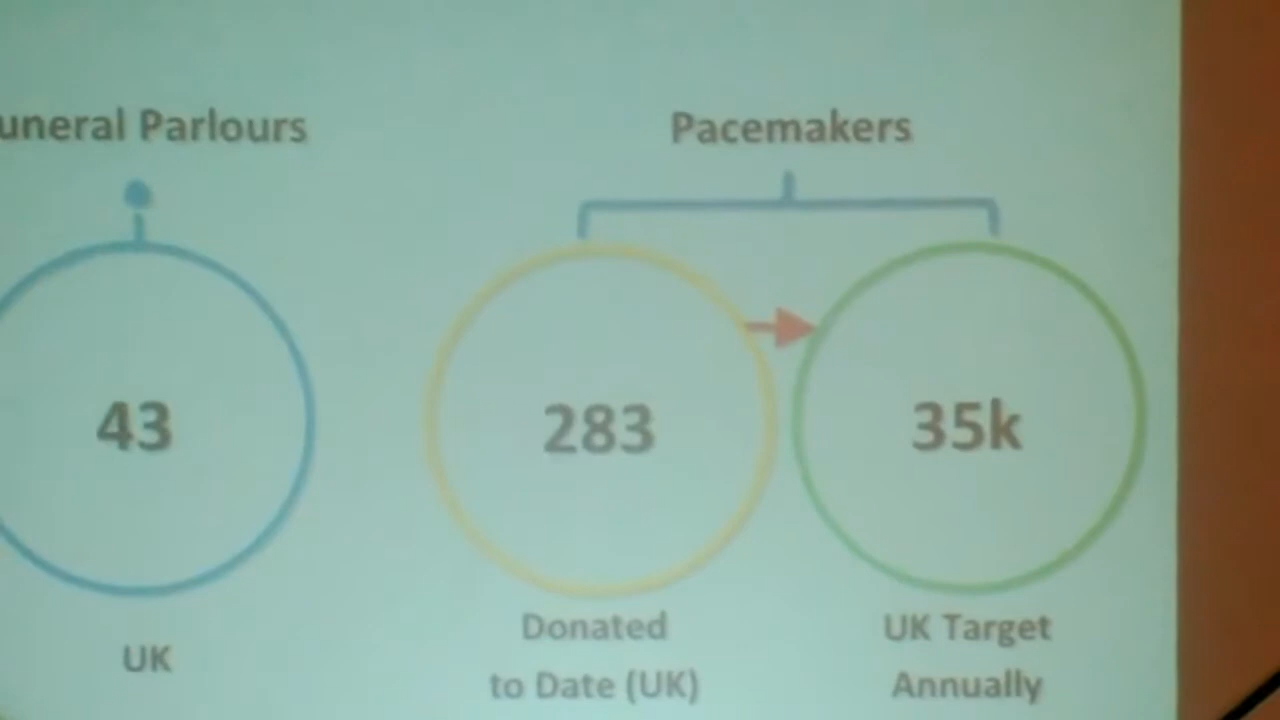 uneral Parlours
Pacemakers
43
283
35k
UK
Donated
to Date (UK)
UK Target
Annually